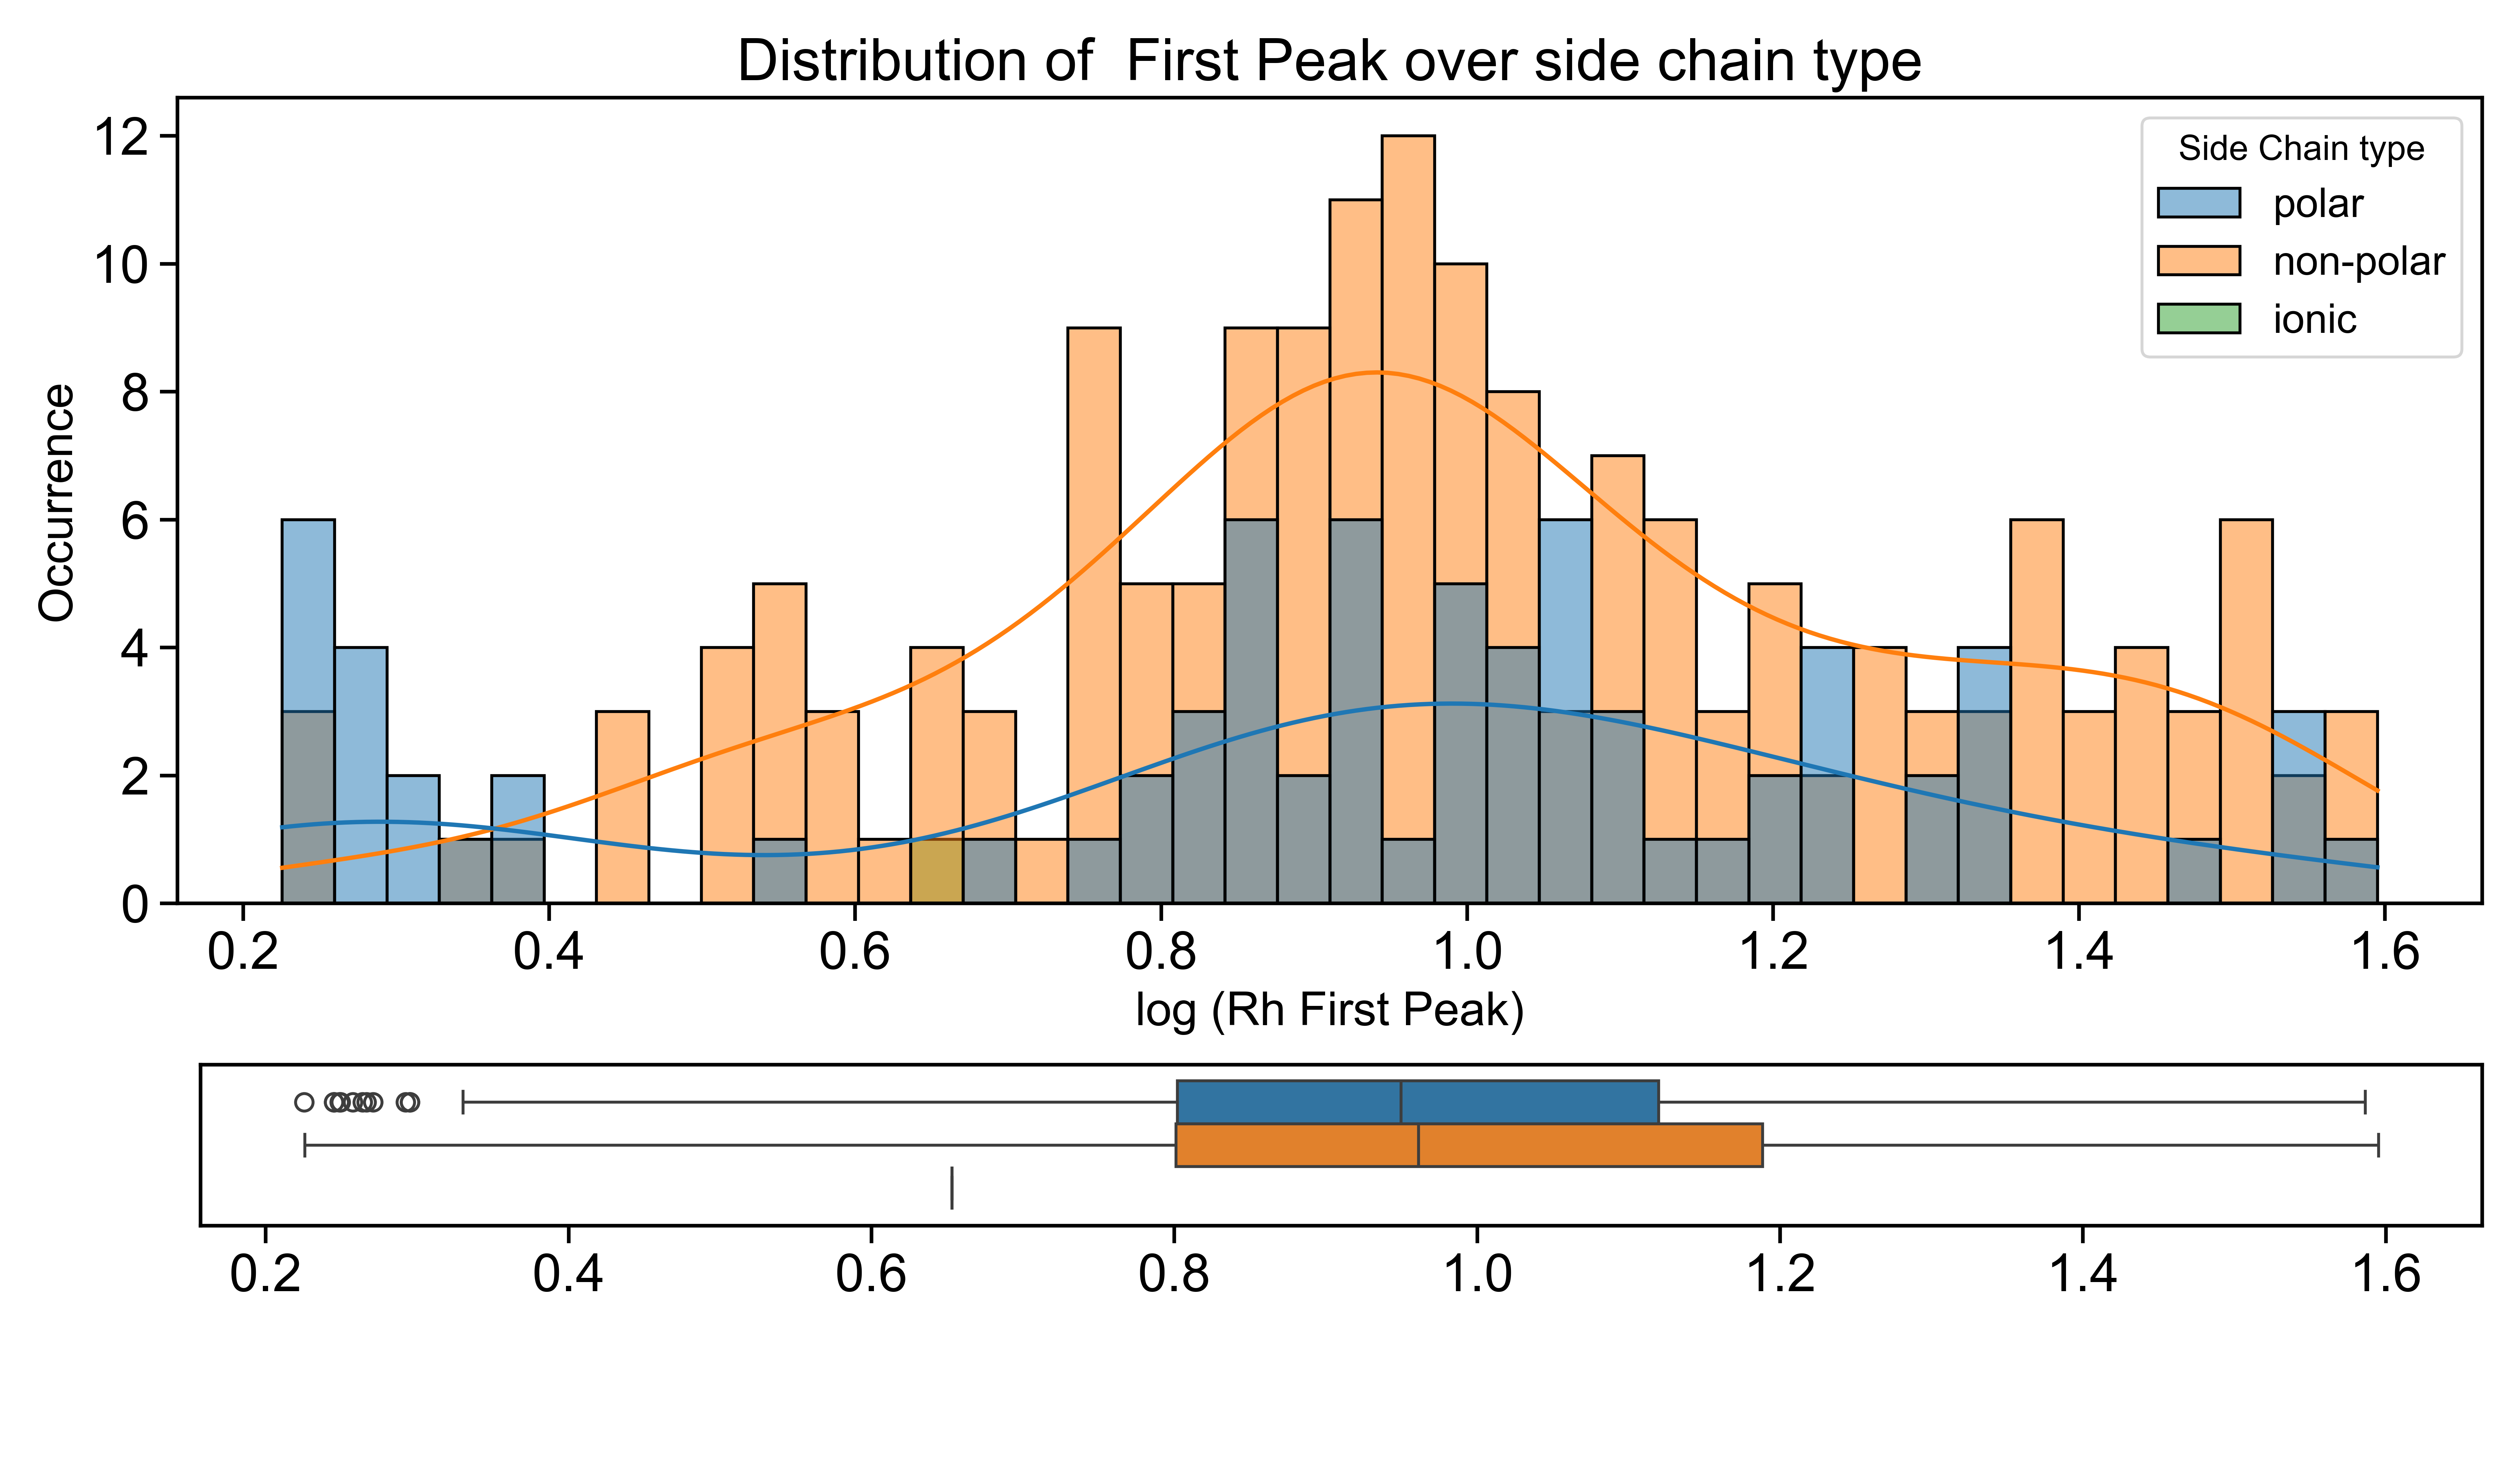 Distribution of  First Peak over side chain type
12
10
8
6
4
2
0
Occurrence
Side Chain type
polar
non-polar
ionic
0.2 0.4 0.6 0.8 1.0 1.2 1.4 1.6
log (Rh First Peak)
0.2 0.4 0.6 0.8 1.0 1.2 1.4 1.6